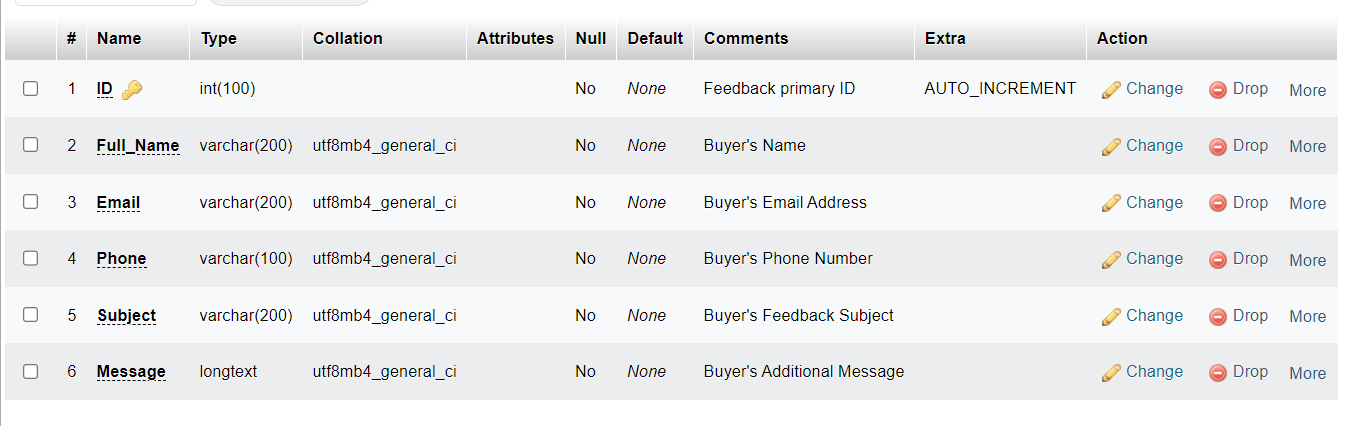 # Name Type Collation Attributes Null Default Comments Extra Action
1 ID int(100) No None Feedback primary ID AUTO_INCREMENT Change Drop More
2 Full_Name varchar(200) utf8mb4_general_ci No None Buyer's Name Change Drop More
3 Email varchar(200) utf8mb4_general_ci No None Buyer's Email Address Change Drop More
4 Phone varchar(100) utf8mb4_general_ci No None Buyer's Phone Number Change Drop More
5 Subject varchar(200) utf8mb4_general_ci No None Buyer's Feedback Subject Change Drop More
6 Message longtext utf8mb4_general_ci No None Buyer's Additional Message Change Drop More